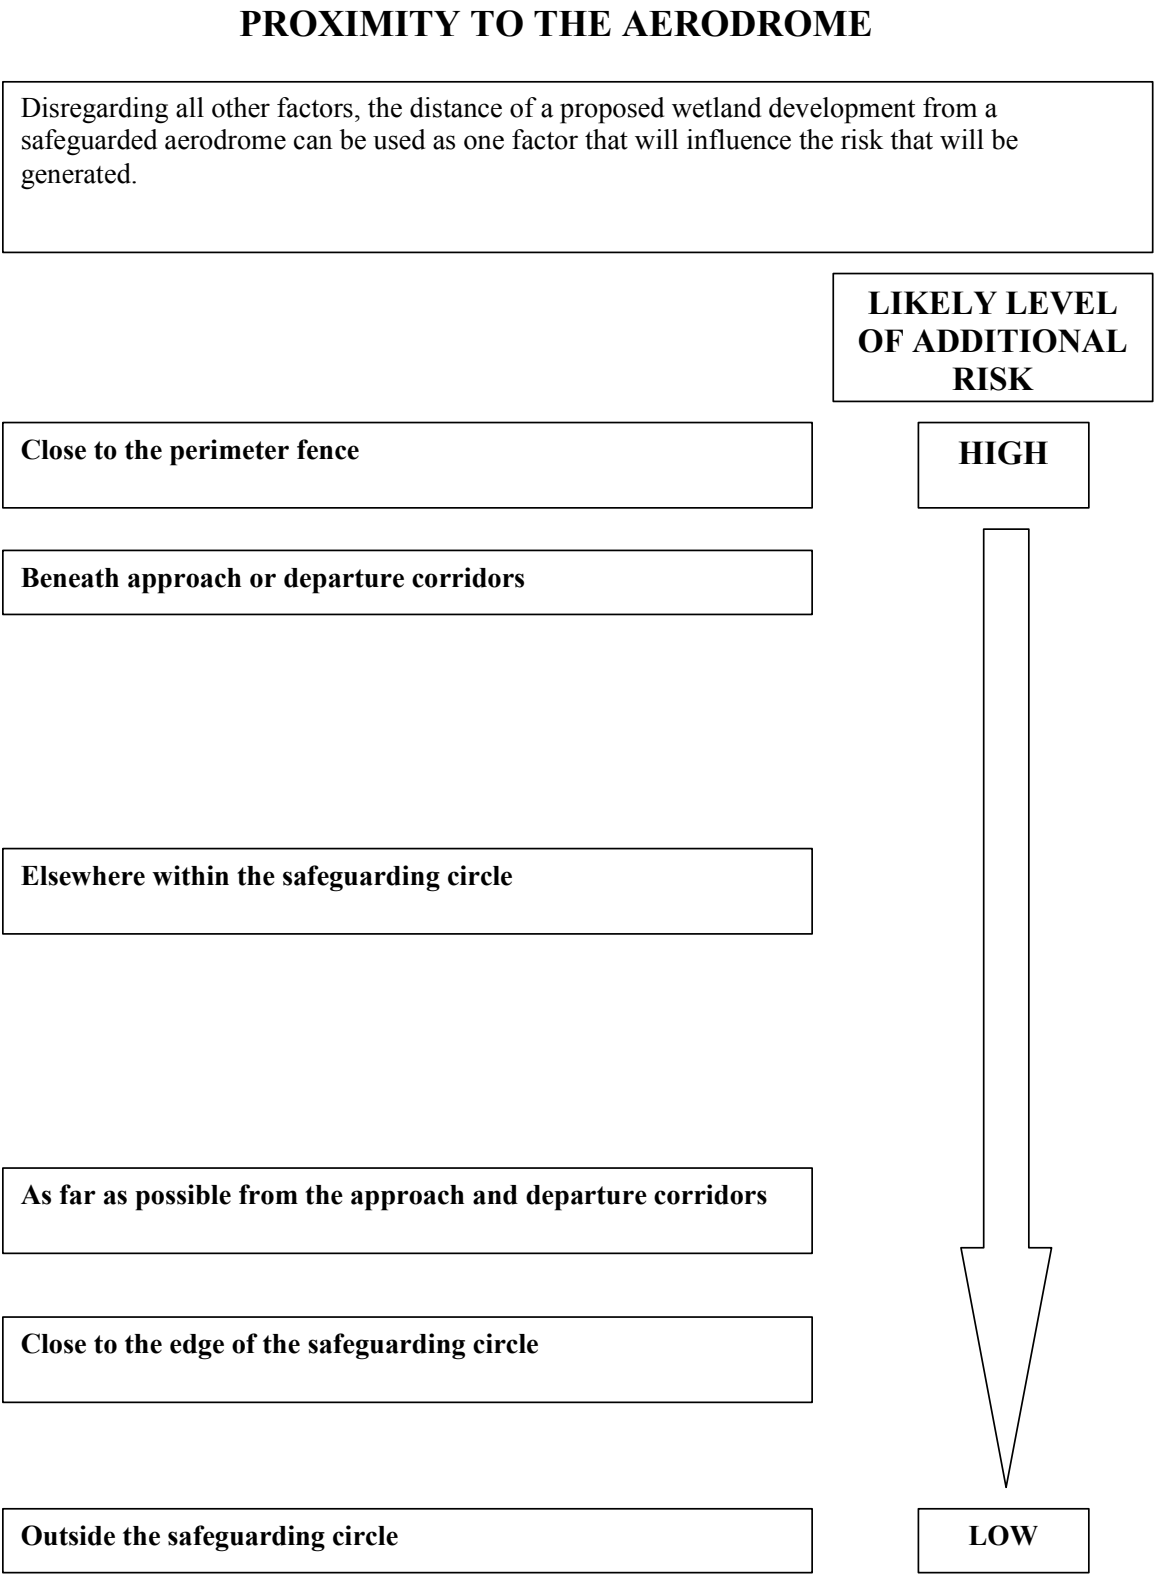 PROXIMITY TO THE AERODROME
Disregarding all other factors, the distance of a proposed wetland development from a
safeguarded aerodrome can be used as one factor that will influence the risk that will be
generated.
LIKELY LEVEL
OF ADDITIONAL
RISK
Close to the perimeter fence
HIGH
Beneath approach or departure corridors
Elsewhere within the safeguarding circle
As far as possible from the approach and departure corridors
Close to the edge of the safeguarding circle
Outside the safeguarding circle
LOW